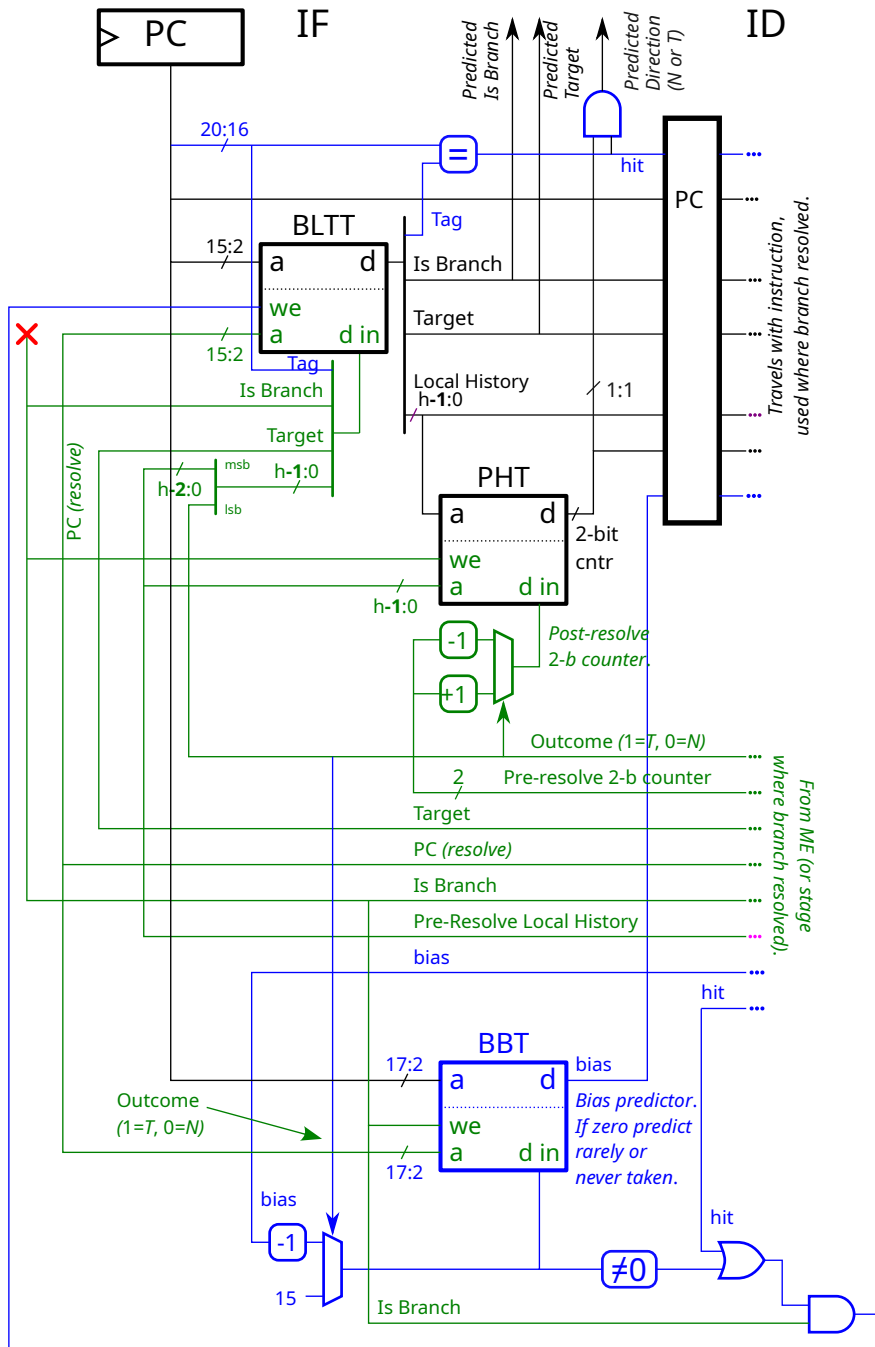 IF
ID
PC
Predicted
Is Branch
Predicted
Target
Predicted
Direction
(N or T)
20:16
=
hit
PC
Tag
BLTT
15:2
a
d
Is Branch
we
a
d in
Target
15:2
Tag
Is Branch
Local History
h-1:0
1:1
Travels with instruction,
used where branch resolved.
Target
PC (resolve)
msb
h-1:0
h-2:0
lsb
PHT
a
d
2-bit
cntr
we
a
d in
h-1:0
-1
Post-resolve
2-b counter.
+1
Outcome (1=T, 0=N)
2
Pre-resolve 2-b counter
Target
PC (resolve)
Is Branch
Pre-Resolve Local History
From ME (or stage
where branch resolved).
bias
hit
BBT
17:2
a
d
bias
Outcome
(1=T, 0=N)
we
a
d in
17:2
Bias predictor.
If zero predict
rarely or
never taken.
bias
-1
hit
≠0
15
Is Branch